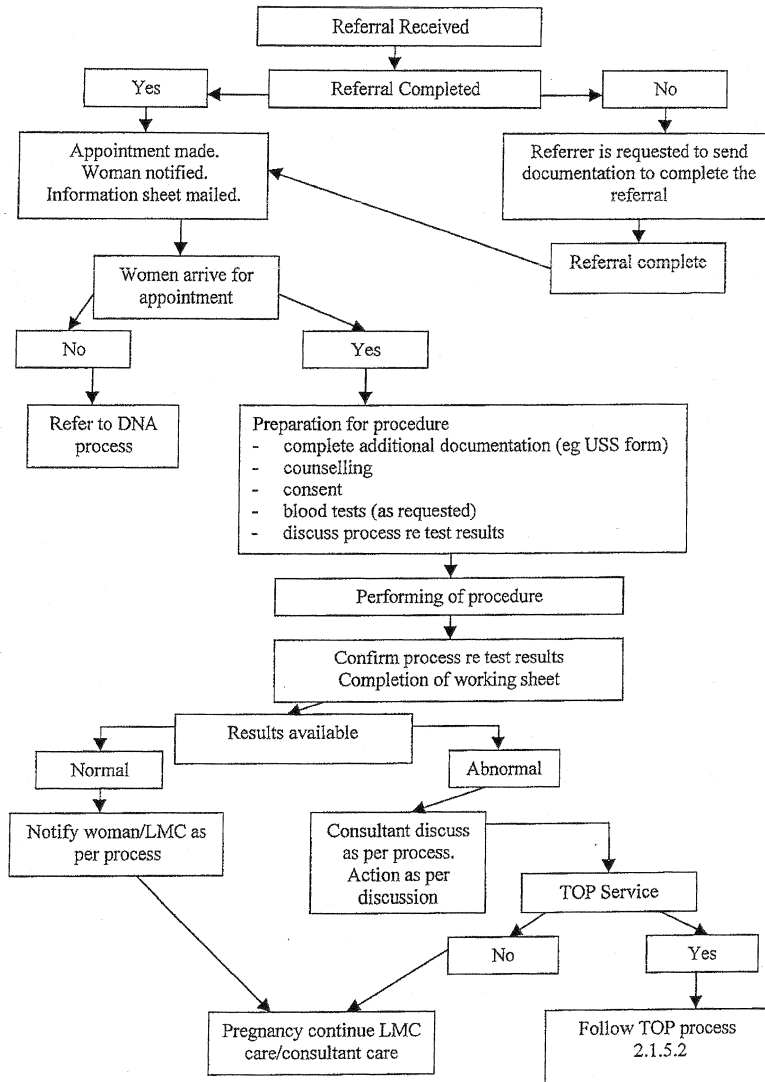 Referral Received
Yes
Referral Completed
No
Appointment made.
Woman notified.
Information sheet mailed.
Referrer is requested to send
documentation to complete the
referral
Referral complete
Women arrive for
appointment
No
Yes
Refer to DNA
process
Preparation for procedure
- complete additional documentation (eg USS form)
- counselling
- consent
- blood tests (as requested)
- discuss process re test results
Performing of procedure
Confirm process re test results
Completion of working sheet
Results available
Normal
Abnormal
Notify woman/LMC as
per process
Consultant discuss
as per process.
Action as per
discussion
TOP Service
No
Yes
Pregnancy continue LMC
care/consultant care
Follow TOP process
2.1.5.2